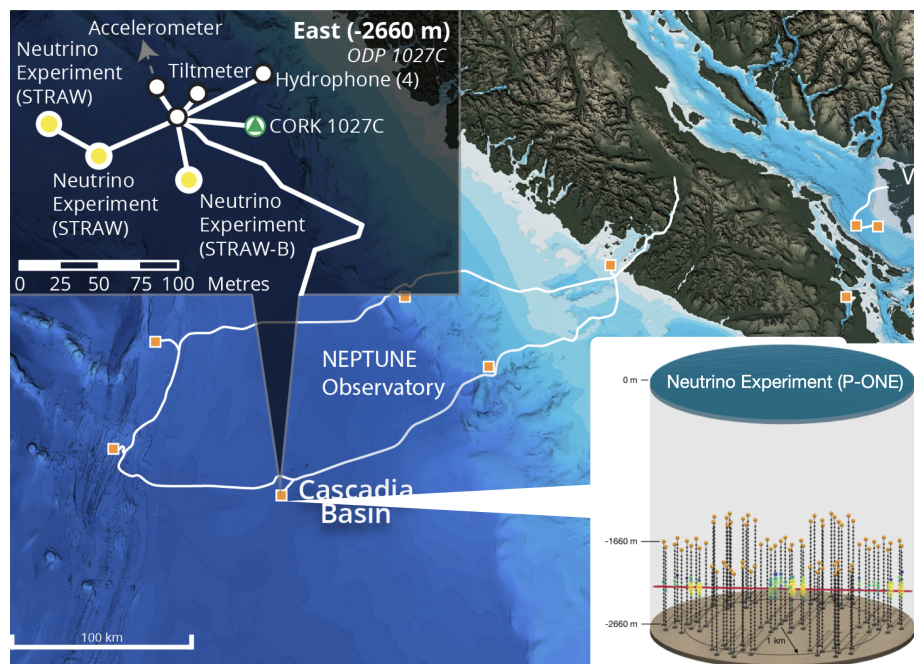 East (-2660 m)
ODP 1027C
Accelerometer
Neutrino
Experiment
(STRAW)
Tiltmeter
Hydrophone (4)
CORK 1027C
Neutrino
Experiment
(STRAW)
Neutrino
Experiment
(STRAW-B)
0 25 50 75 100 Metres
V
NEPTUNE
Observatory
Cascadia
Basin
100 km
0 m
Neutrino Experiment (P-ONE)
-1660 m
-2660 m
1 km